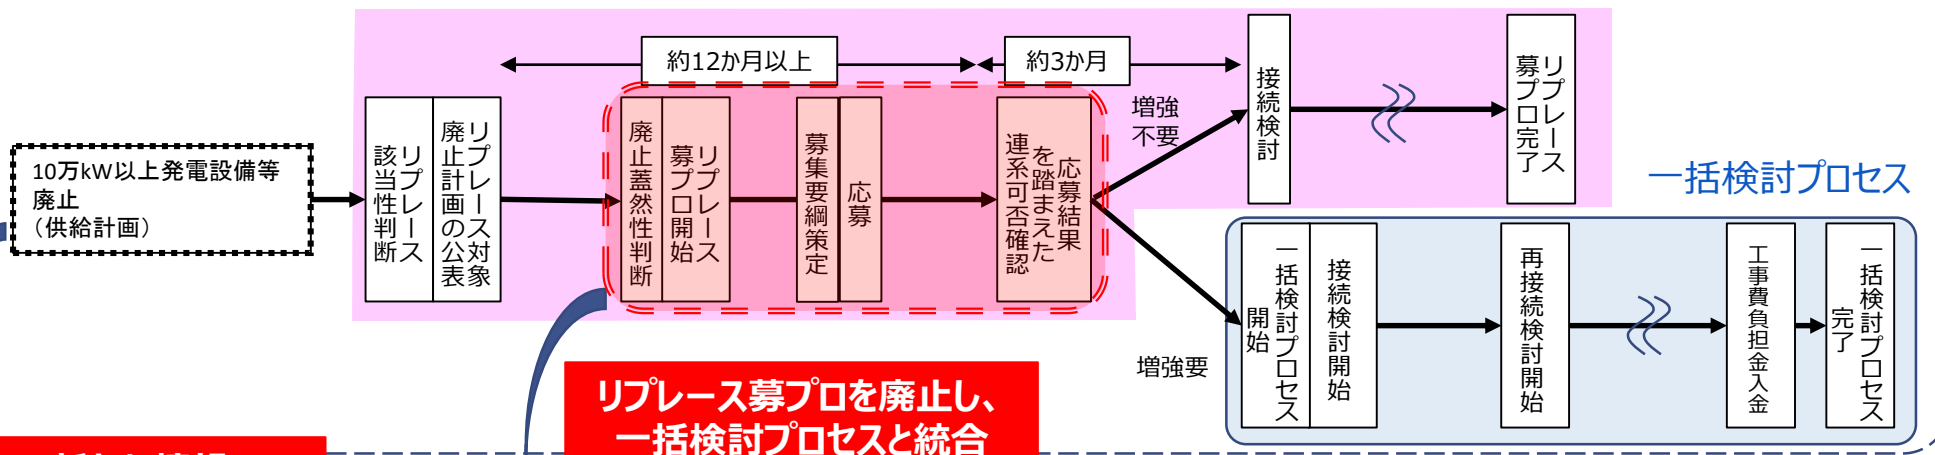 約12か月以上
約3か月
10万kW以上発電設備等
廃止
（供給計画）
リプレース
該当性判断
リプレース対象
廃止計画の公表
廃止蓋然性判断
リプレース
募プロ開始
募集要綱策定
応募
応募結果
を踏まえた
連系可否確認
増強
不要
接続検討
リプレース
募プロ完了
一括検討プロセス
増強要
一括検討プロセス
開始
接続検討開始
再接続検討開始
工事費負担金入金
一括検討プロセス
完了
リプレース募プロを廃止し、
一括検討プロセスと統合